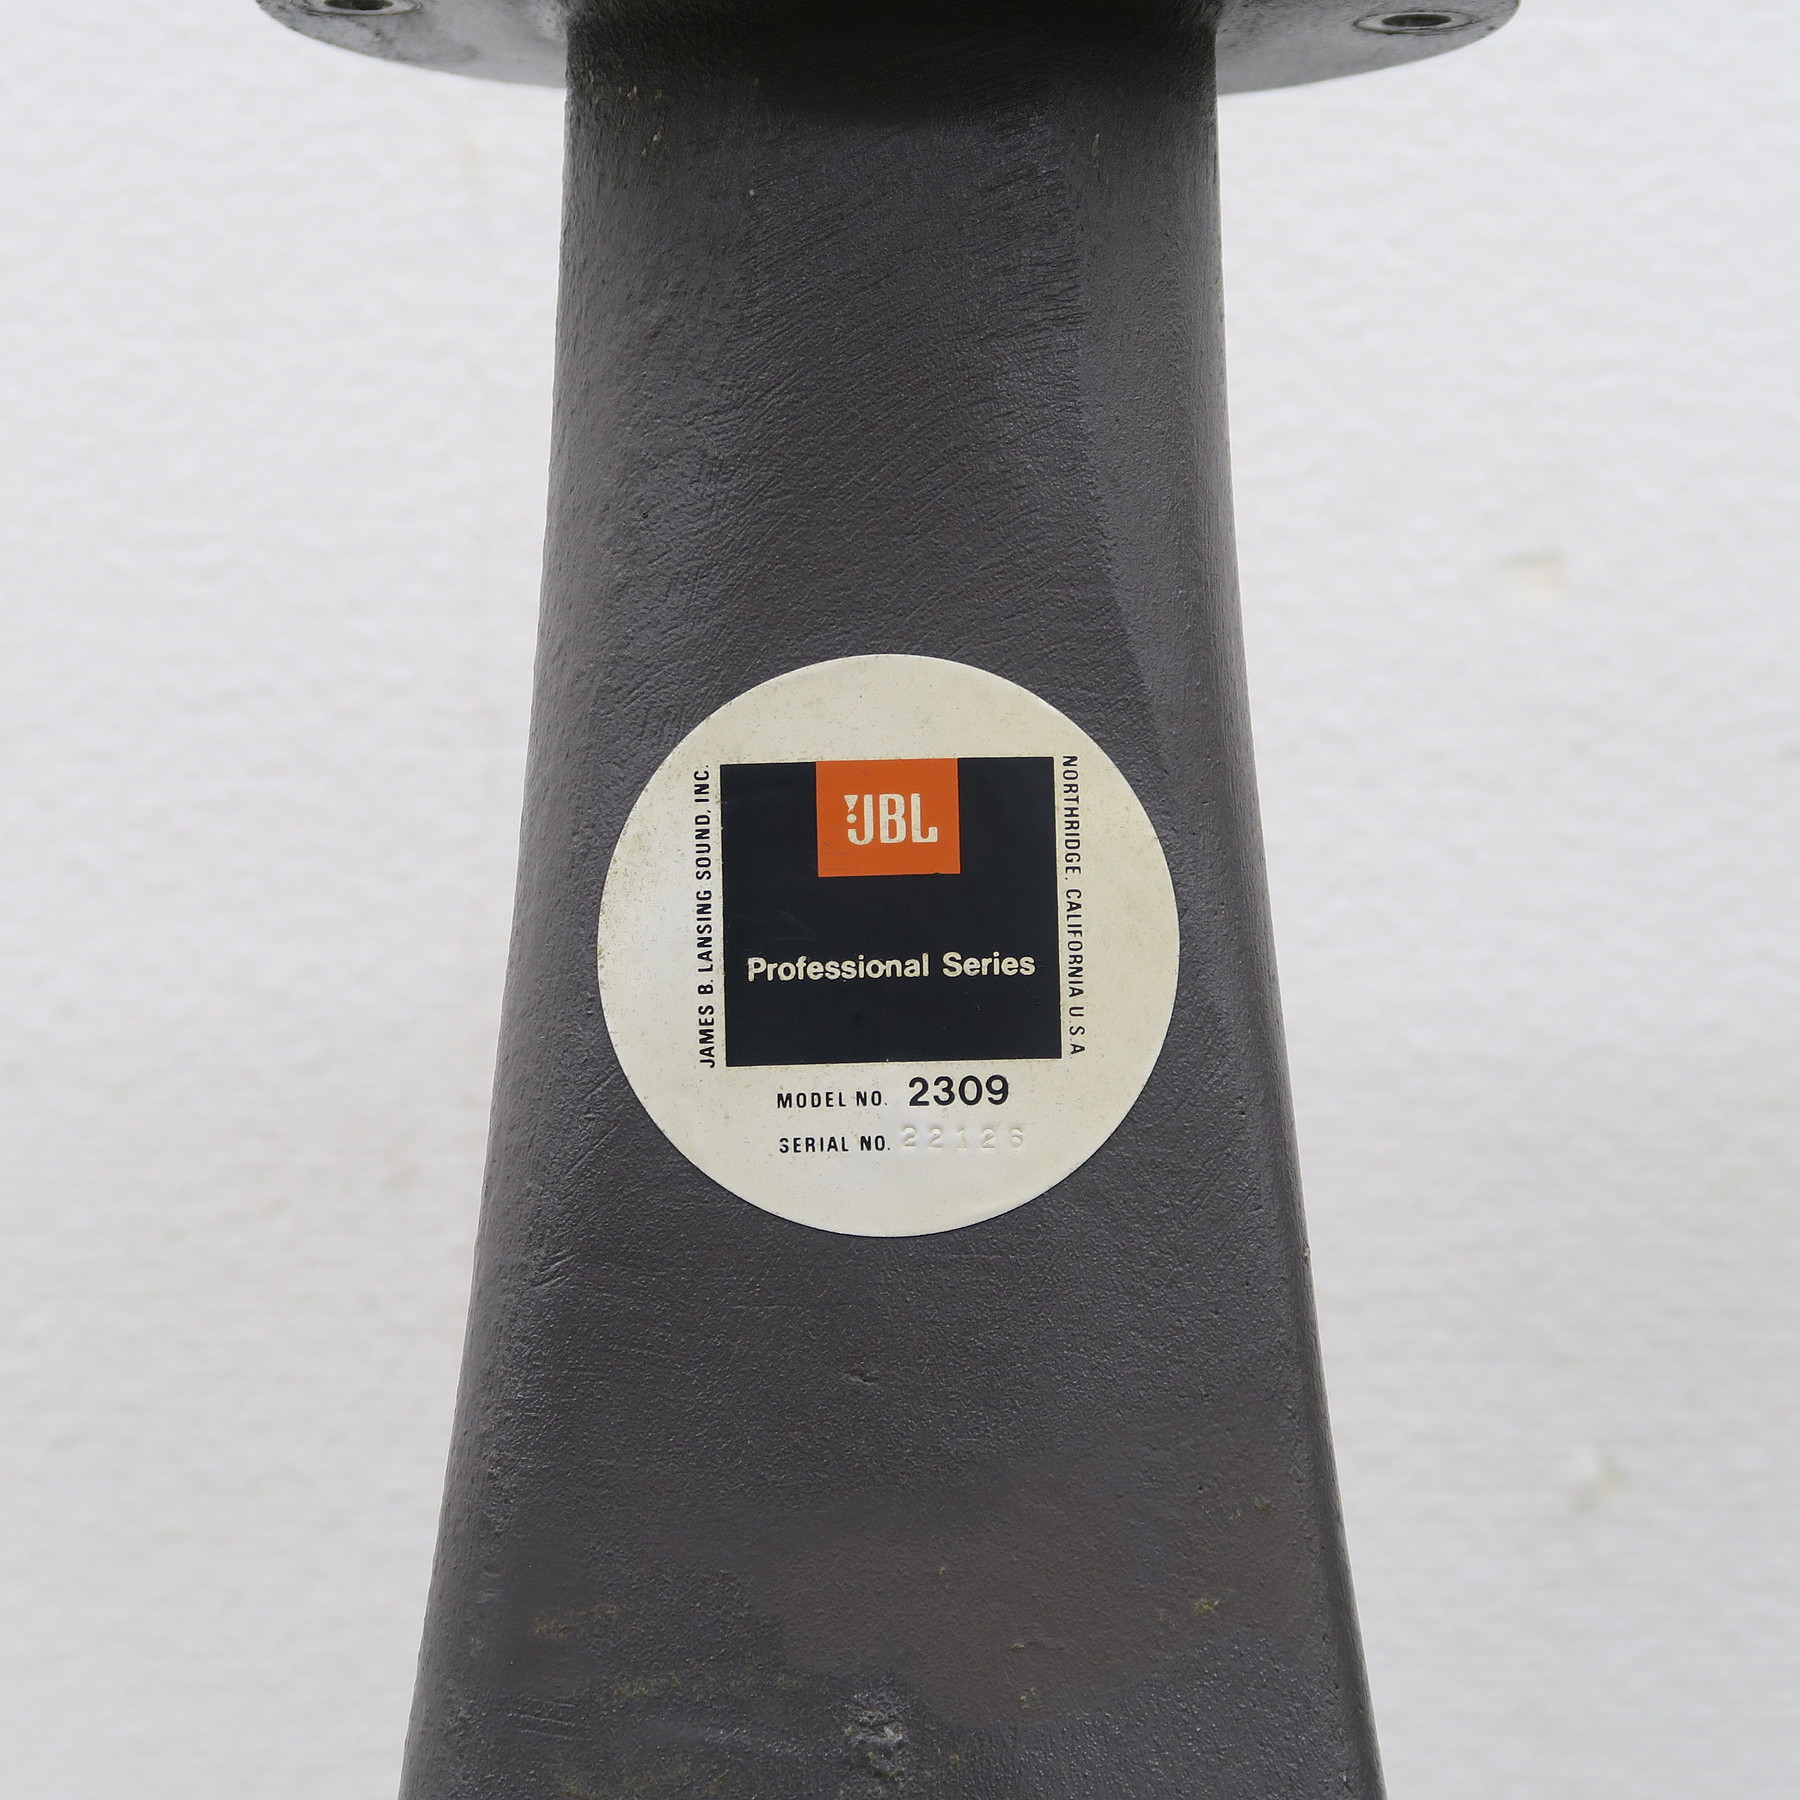 JBL
Professional Series
JAMES B. LANSING SOUND, INC.
NORTHRIDGE, CALIFORNIA U.S.A
MODEL NO. 2309
SERIAL NO. 22126